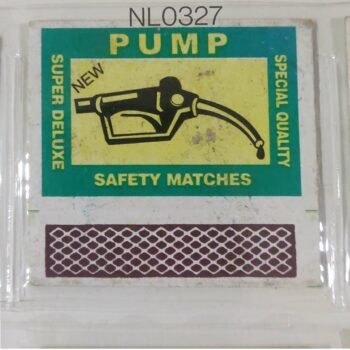 NL0327
PUMP
SUPER DELUXE
NEW
SPECIAL QUALITY
SAFETY MATCHES